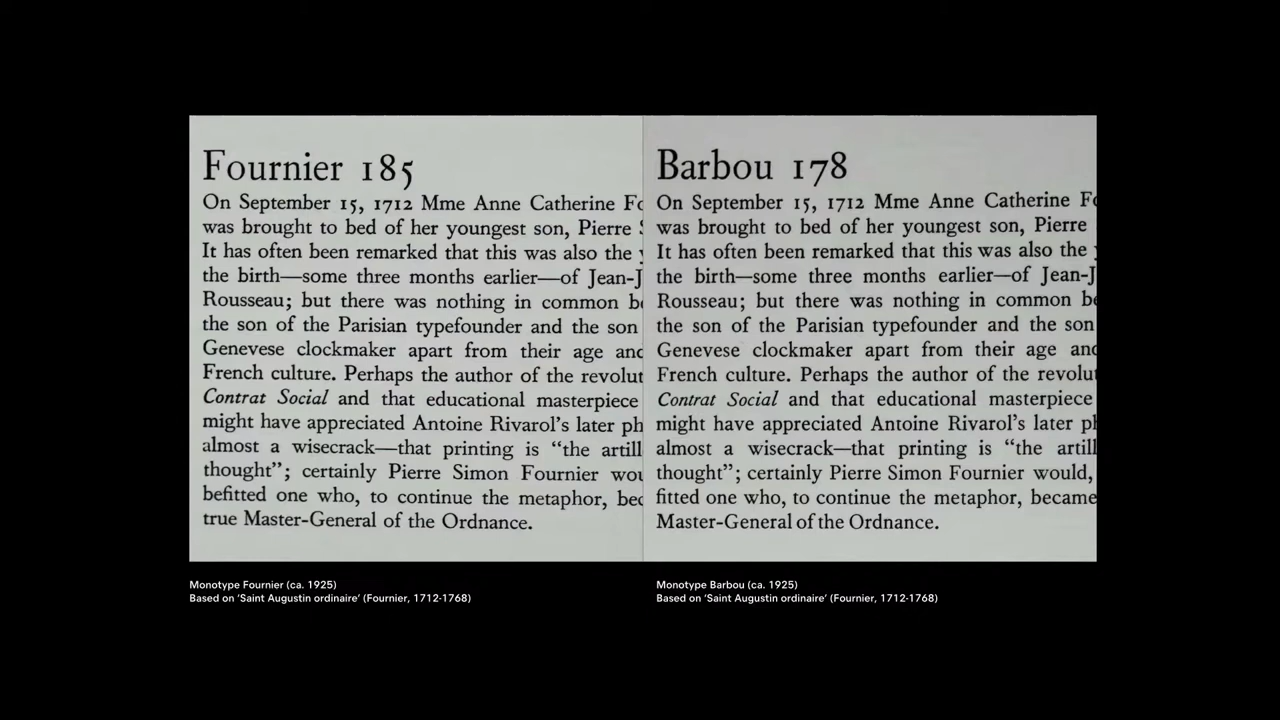 Fournier 185
On September 15, 1712 Mme Anne Catherine
was brought to bed of her youngest son, Pierre
It has often been remarked that this was also the
the birth—some three months earlier—of Jean-J
Rousseau; but there was nothing in common
the son of the Parisian typefounder and the son
Genevese clockmaker apart from their age
French culture. Perhaps the author of the revolut
Contrat Social and that educational masterpiece
might have appreciated Antoine Rivarol's later ph
almost a wisecrack—that printing is “the artill
thought”; certainly Pierre Simon Fournier
befitted one who, to continue the metaphor,
true Master-General of the Ordnance.
Barbou 178
On September 15, 1712 Mme Anne Catherine
was brought to bed of her youngest son, Pierre
It has often been remarked that this was also the
the birth—some three months earlier—of Jean-J
Rousseau; but there was nothing in common
the son of the Parisian typefounder and the son
Genevese clockmaker apart from their age
French culture. Perhaps the author of the revolut
Contrat Social and that educational masterpiece
might have appreciated Antoine Rivarol's later
almost a wisecrack—that printing is “the artill
thought”; certainly Pierre Simon Fournier would,
fitted one who, to continue the metaphor, became
Master-General of the Ordnance.
Monotype Fournier (ca. 1925)
Based on ‘Saint Augustin ordinaire’ (Fournier, 1712-1768)
Monotype Barbou (ca. 1925)
Based on ‘Saint Augustin ordinaire’ (Fournier, 1712-1768)